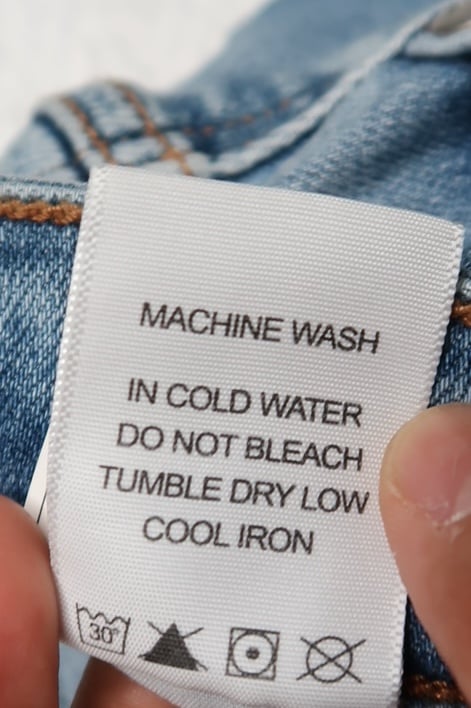 MACHINE WASH
IN COLD WATER
DO NOT BLEACH
TUMBLE DRY LOW
COOL IRON
30°